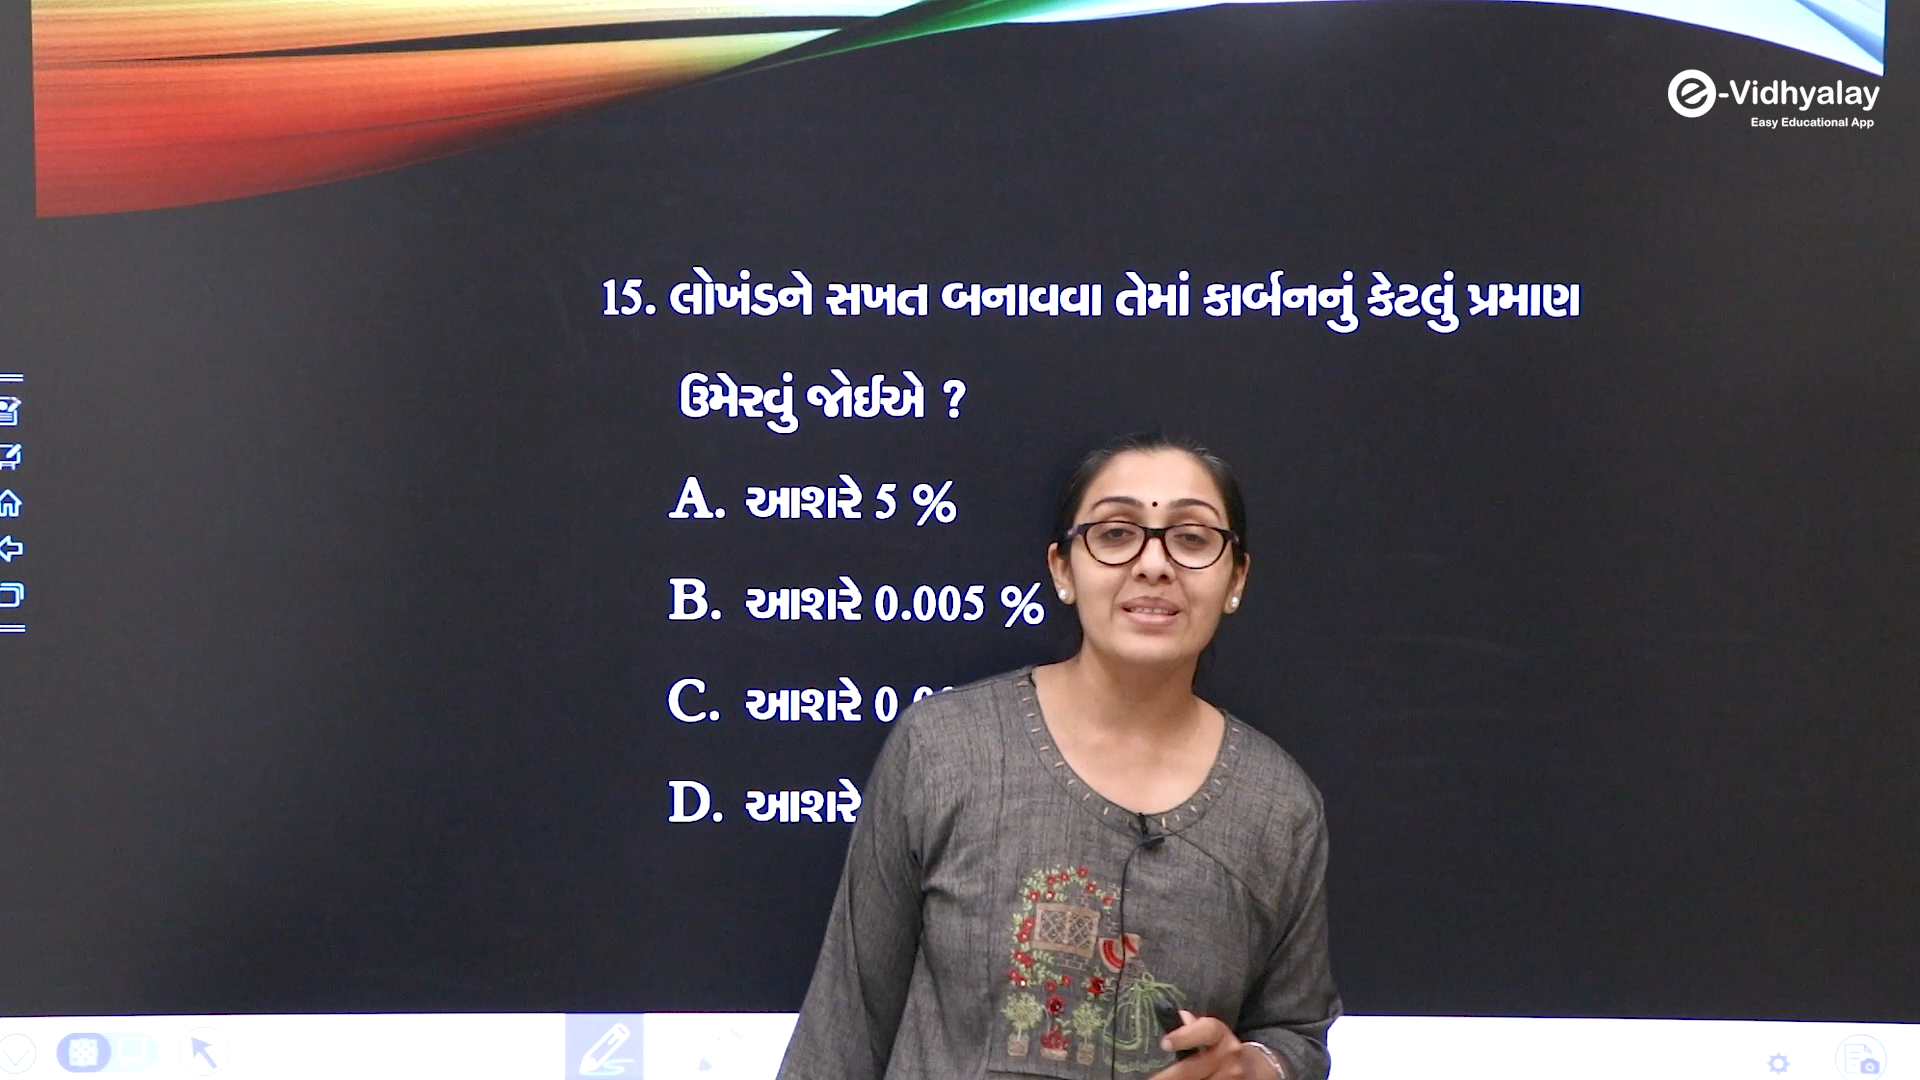 e-Vidhyalay
Easy Educational App
15. લોખંડને સખત બનાવવા તેમાં કાર્બનનું કેટલું પ્રમાણ
ઉમેરવું જોઈએ ?
A. આશરે 5 %
B. આશરે 0.005 %
C. આશરે
D. આશરે